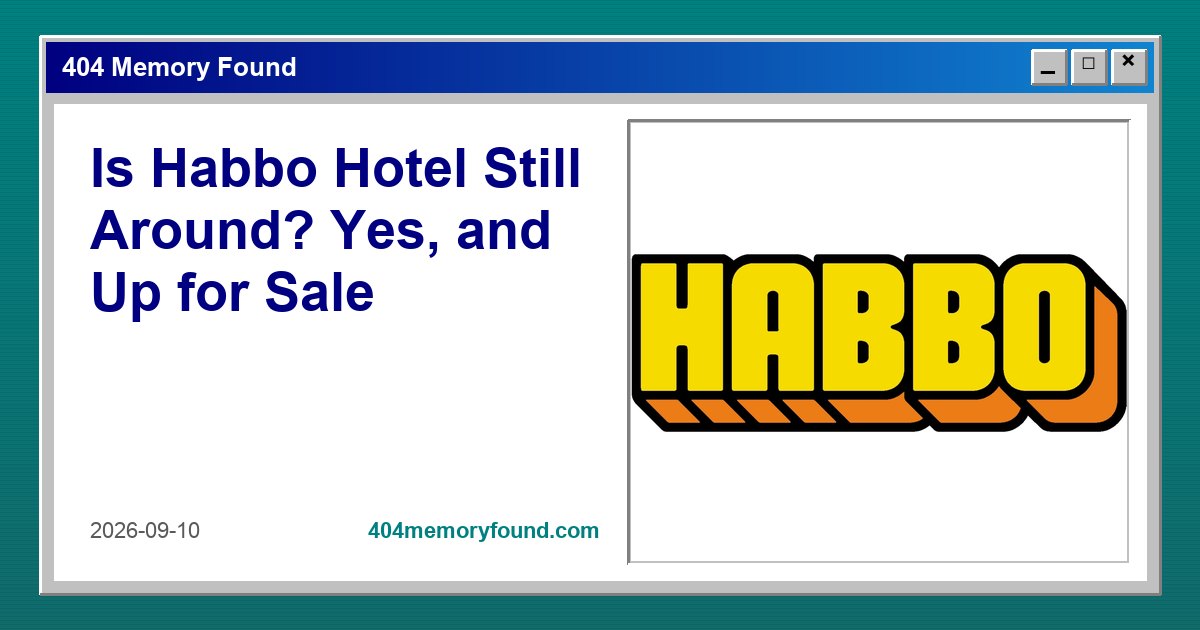 404 Memory Found
Is Habbo Hotel Still
Around? Yes, and
Up for Sale
HABBO
2026-09-10
404memoryfound.com